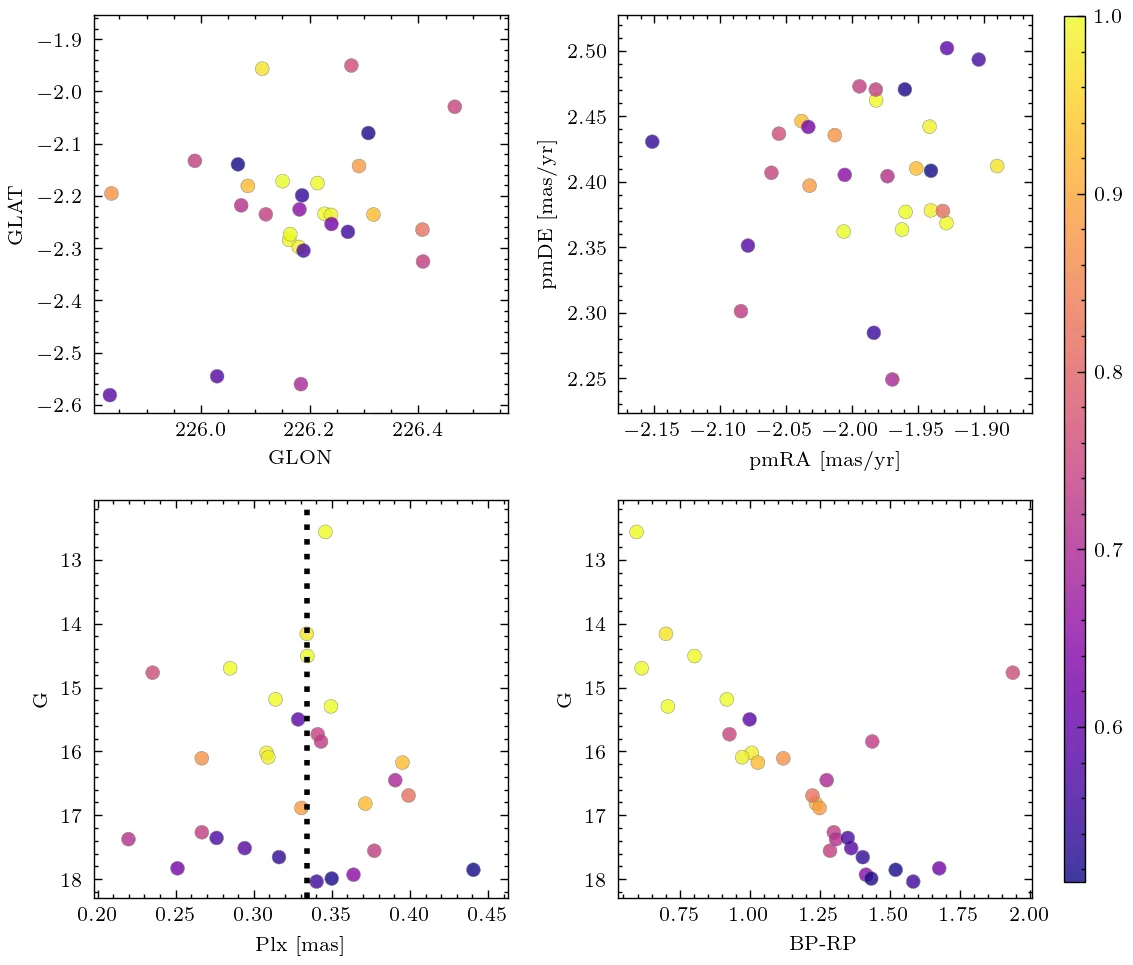 −1.9
−2.0
−2.1
−2.2
−2.3
−2.4
−2.5
−2.6
GLAT
226.0 226.2 226.4
GLON
2.50
2.45
2.40
2.35
2.30
2.25
pmDE [mas/yr]
−2.15 −2.10 −2.05 −2.00 −1.95 −1.90
pmRA [mas/yr]
1.0
0.9
0.8
0.7
0.6
13
14
15
16
17
18
G
0.20 0.25 0.30 0.35 0.40 0.45
Plx [mas]
13
14
15
16
17
18
G
0.75 1.00 1.25 1.50 1.75 2.00
BP-RP